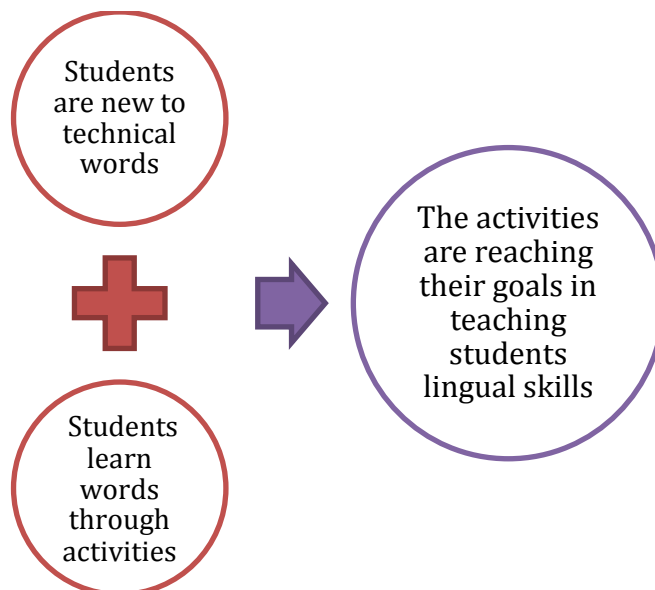 Students
are new to
technical
words
Students
learn
words
through
activities
The activities
are reaching
their goals in
teaching
students
lingual skills